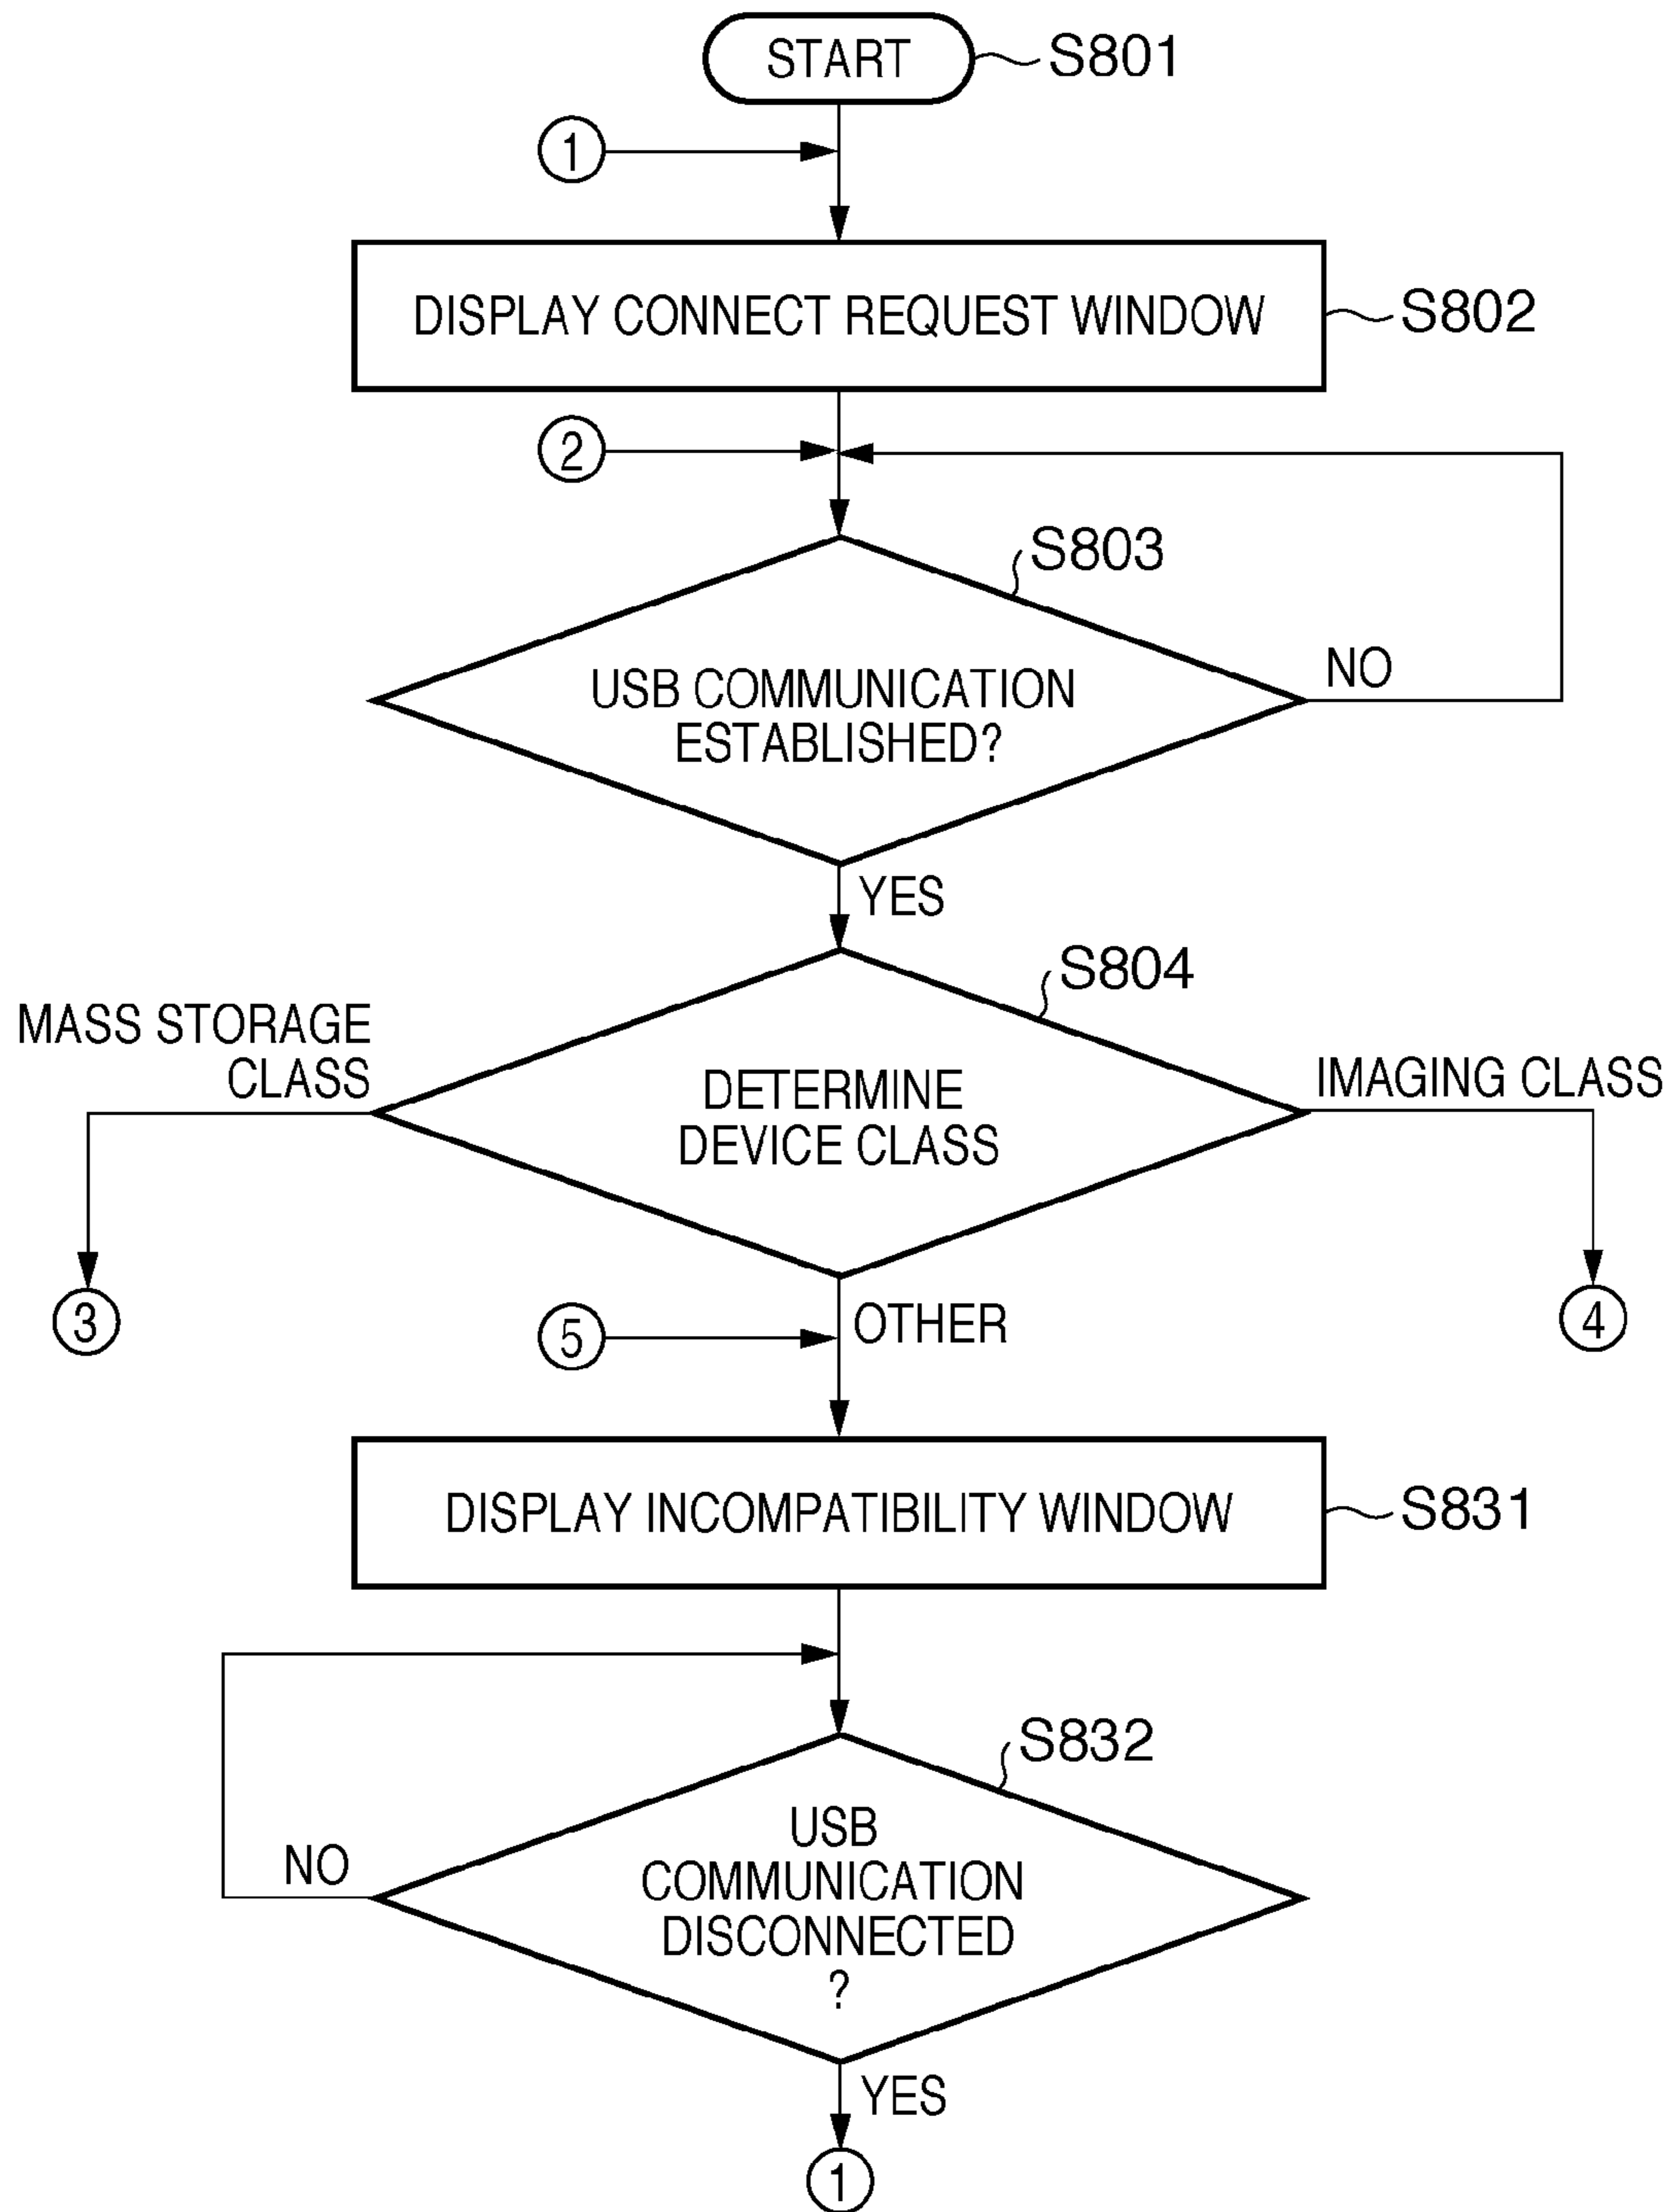 START
S801
1
DISPLAY CONNECT REQUEST WINDOW
S802
2
S803
USB COMMUNICATION
ESTABLISHED?
NO
YES
S804
MASS STORAGE
CLASS
DETERMINE
DEVICE CLASS
IMAGING CLASS
3
5
OTHER
4
DISPLAY INCOMPATIBILITY WINDOW
S831
S832
USB
COMMUNICATION
DISCONNECTED
?
NO
YES
1